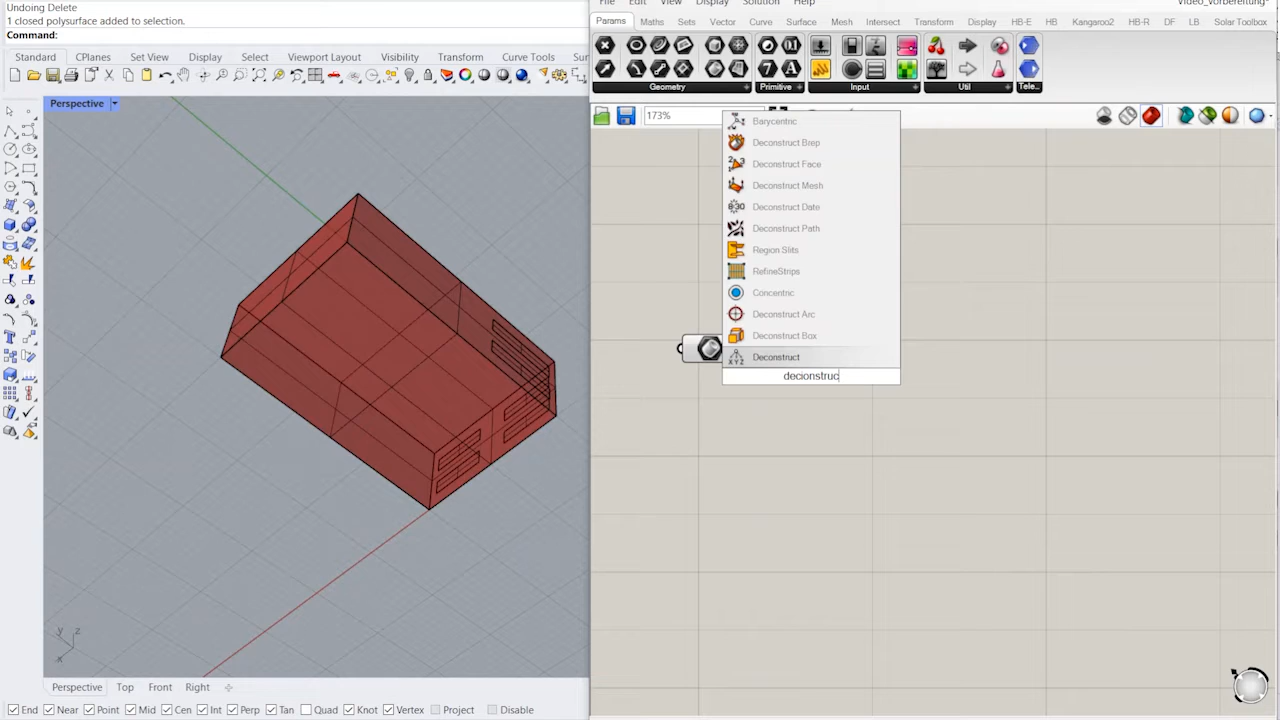 Undoing Delete
1 closed polysurface added to selection.
Command:
Standard CPlanes Set View Display Select Viewport Layout Visibility Transform Curve Tools Sur
Perspective
Perspective Top Front Right
End Near Point Mid Cen Int Perp Tan Quad Knot Vertex Project Disable
File Edit View Display Solution Help Video_Vorbereitung*
Params Maths Sets Vector Curve Surface Mesh Intersect Transform Display HB-E HB Kangaroo2 HB-R DF LB Solar Toolbox
Geometry Primitive Input Util Tele...
173%
Barycentric
Deconstruct Brep
Deconstruct Face
Deconstruct Mesh
Deconstruct Date
Deconstruct Path
Region Slits
RefineStrips
Concentric
Deconstruct Arc
Deconstruct Box
Deconstruct
decionstruc
y z
x